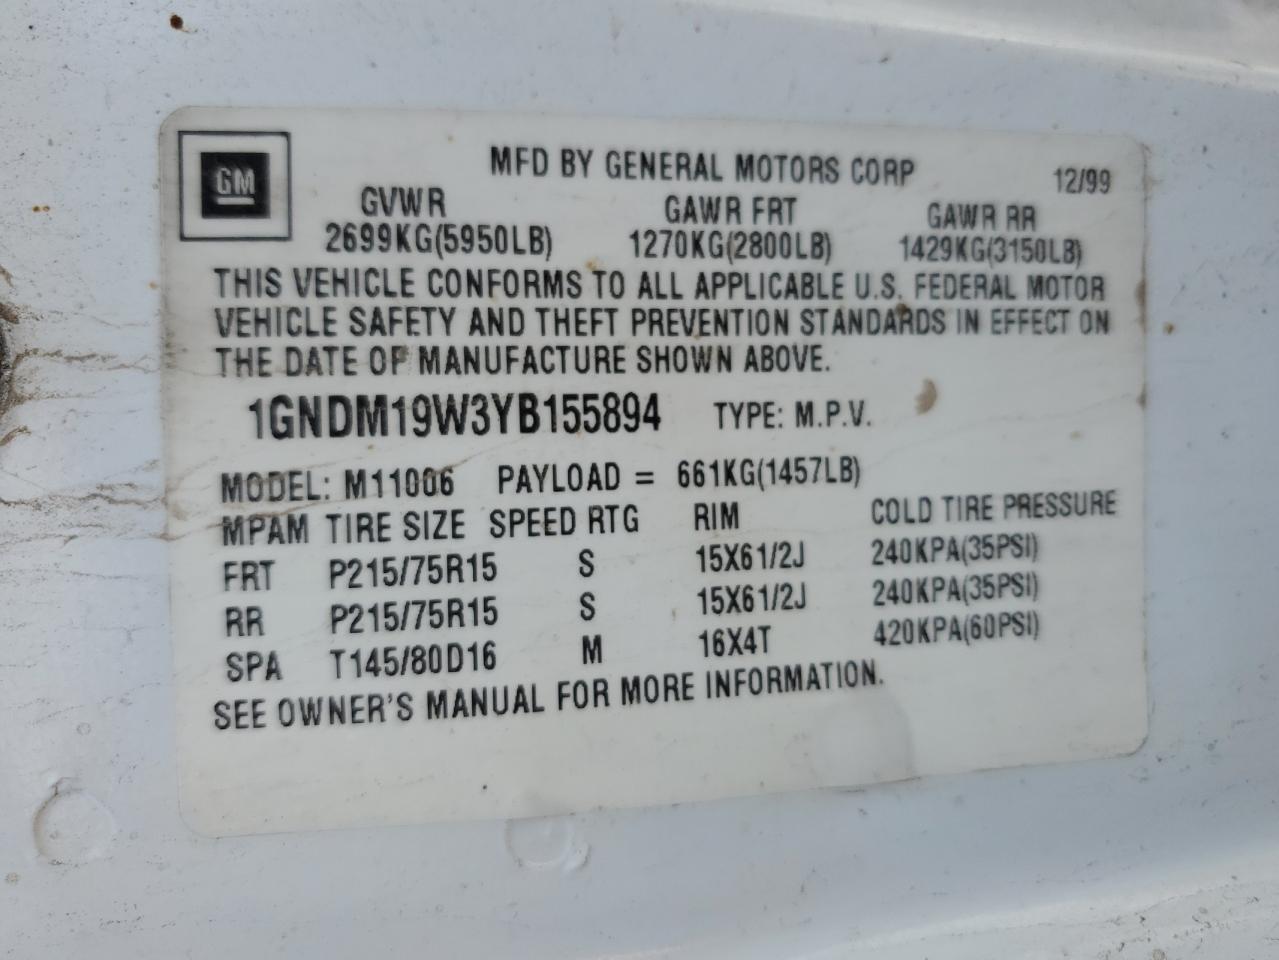 GM
MFD BY GENERAL MOTORS CORP 12/99
GVWR GAWR FRT GAWR RR
2699KG(5950LB) 1270KG(2800LB) 1429KG(3150LB)
THIS VEHICLE CONFORMS TO ALL APPLICABLE U.S. FEDERAL MOTOR
VEHICLE SAFETY AND THEFT PREVENTION STANDARDS IN EFFECT ON
THE DATE OF MANUFACTURE SHOWN ABOVE.
1GNDM19W3YB155894 TYPE: M.P.V.
MODEL: M11006 PAYLOAD = 661KG(1457LB)
MPAM TIRE SIZE SPEED RTG RIM COLD TIRE PRESSURE
FRT P215/75R15 S 15X61/2J 240KPA(35PSI)
RR P215/75R15 S 15X61/2J 240KPA(35PSI)
SPA T145/80D16 M 16X4T 420KPA(60PSI)
SEE OWNER'S MANUAL FOR MORE INFORMATION.